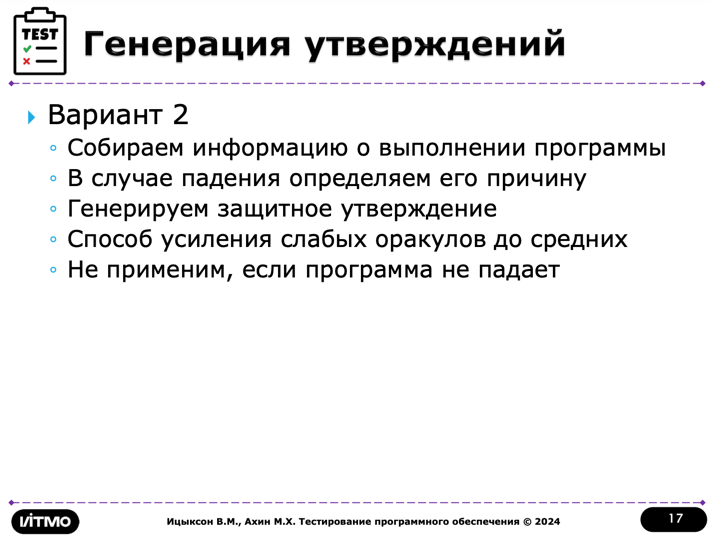 TEST
Генерация утверждений
Вариант 2
Собираем информацию о выполнении программы
В случае падения определяем его причину
Генерируем защитное утверждение
Способ усиления слабых оракулов до средних
Не применим, если программа не падает
ИТМО
Ицыксон В.М., Ахин М.Х. Тестирование программного обеспечения © 2024
17